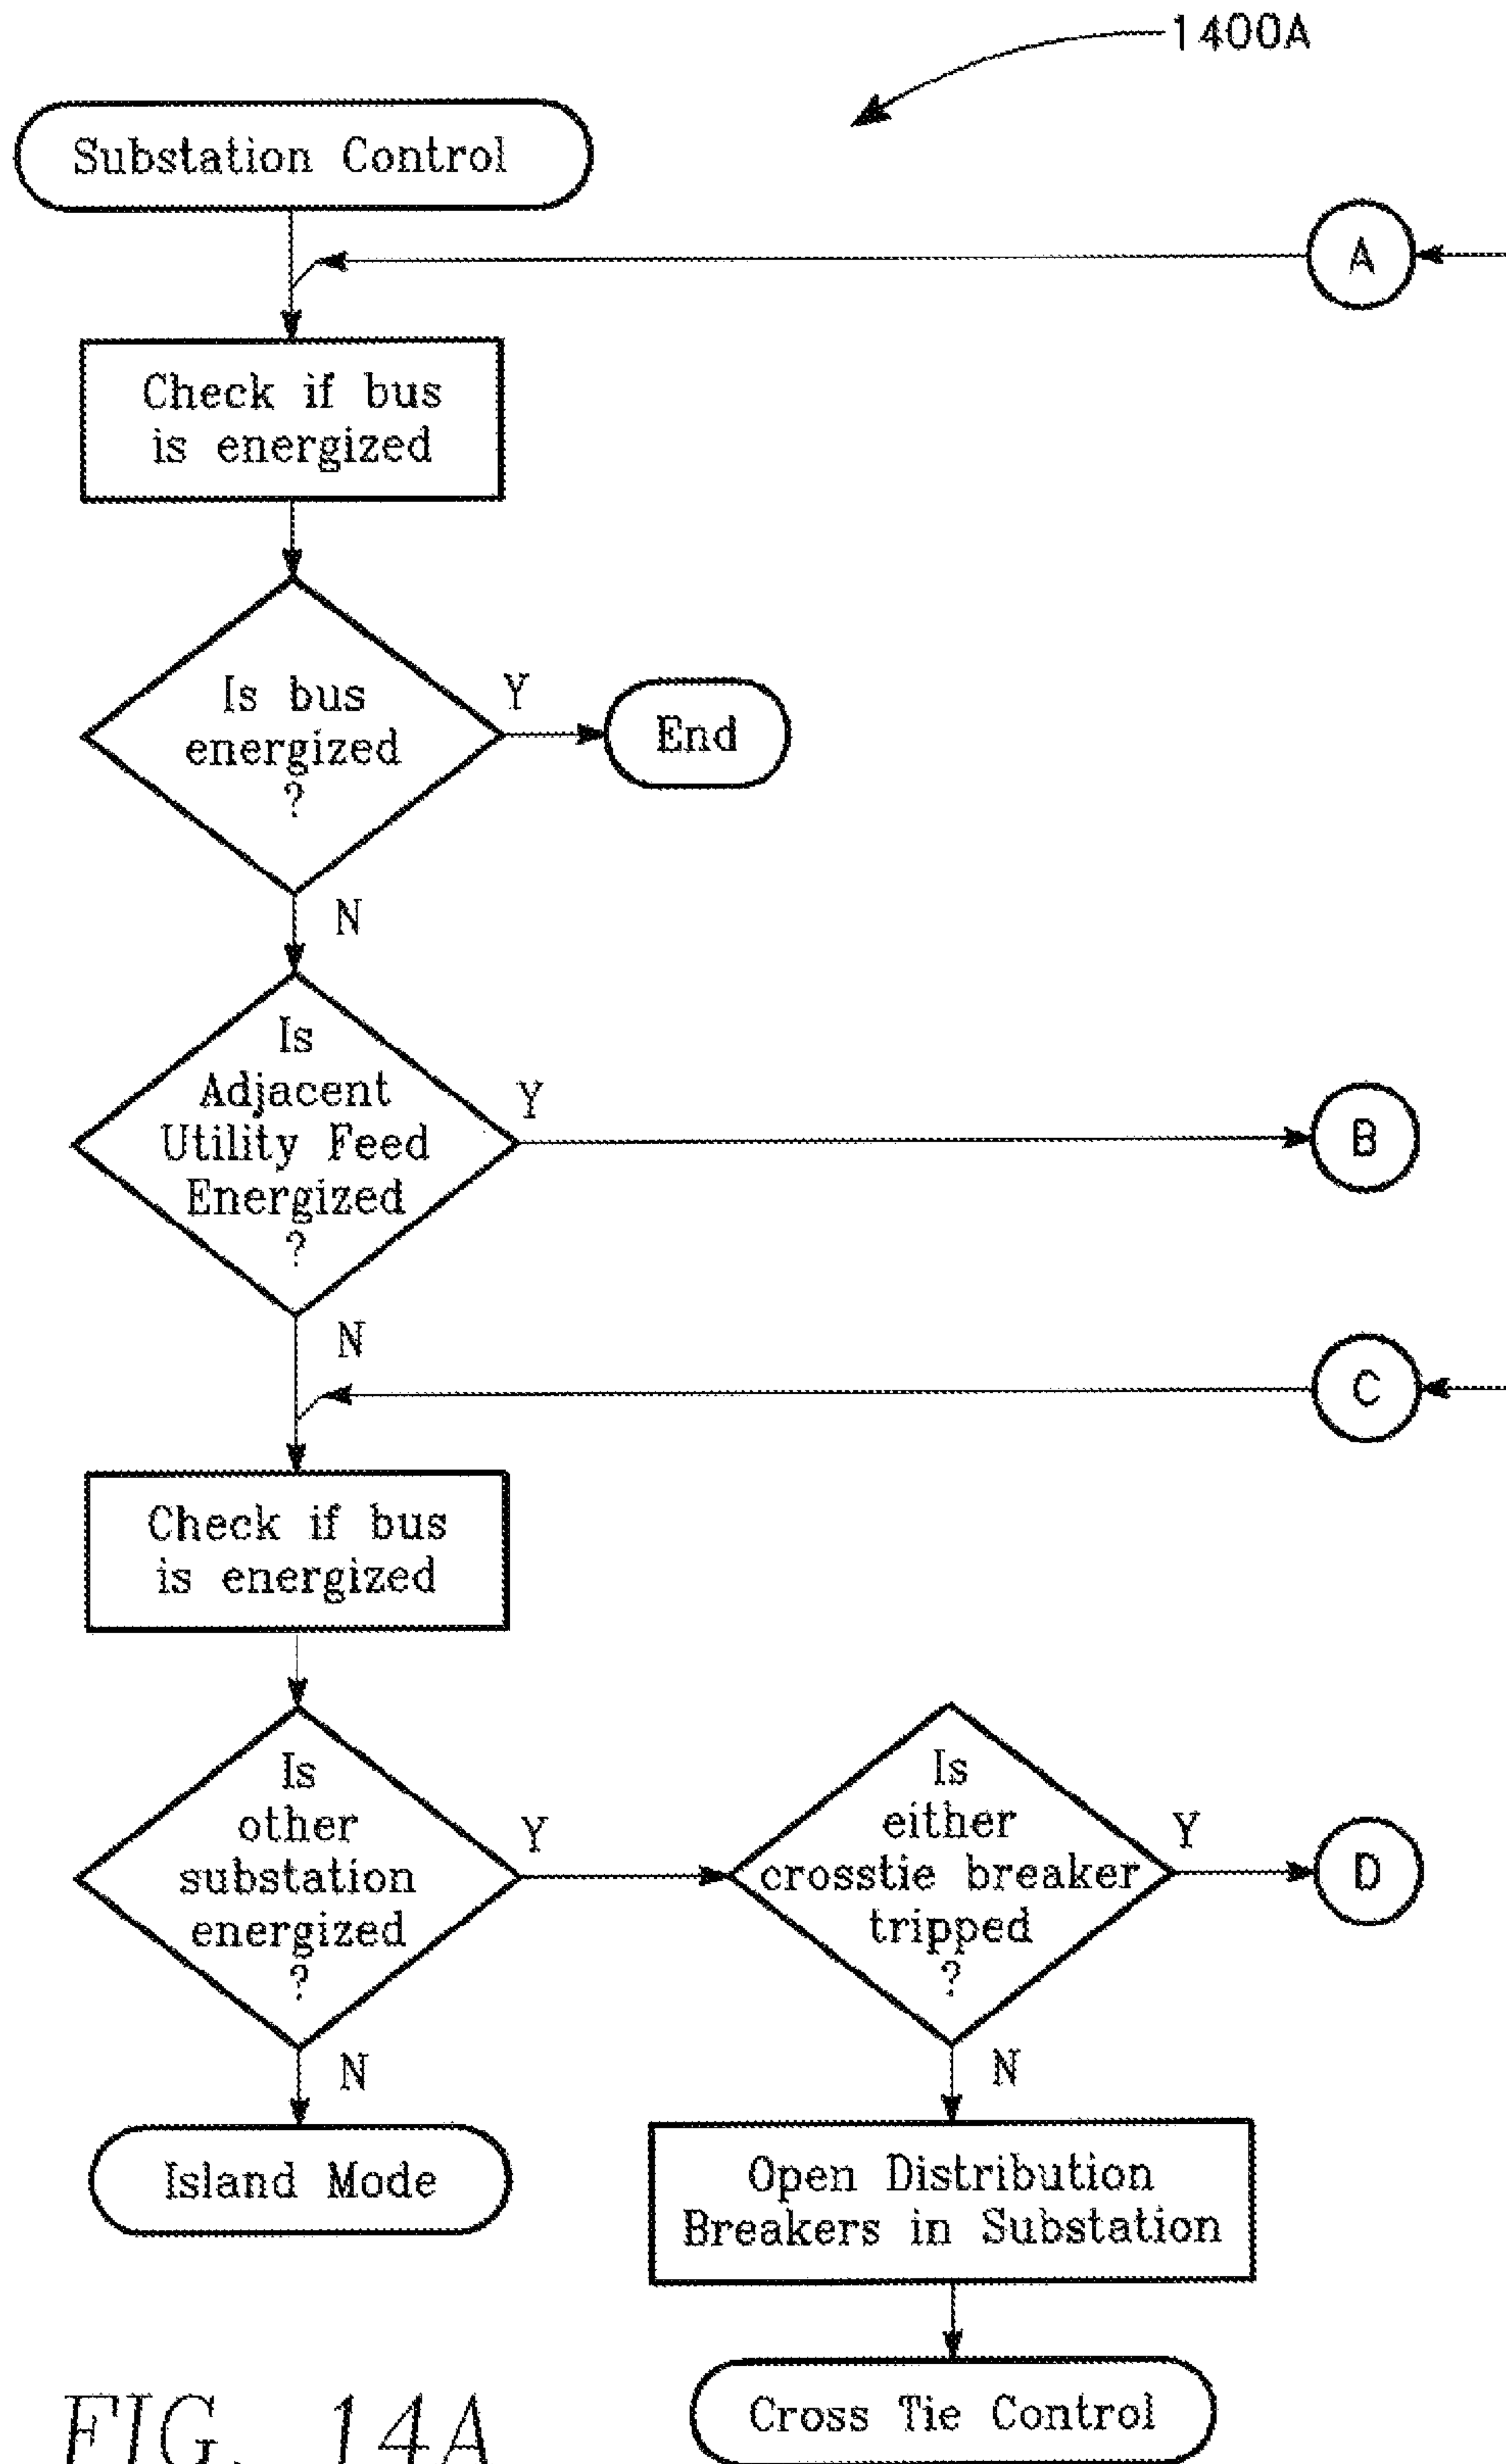 1400A
Substation Control
A
Check if bus
is energized
Is bus
energized
?
Y
End
N
Is
Adjacent
Utility Feed
Energized
?
Y
B
N
C
Check if bus
is energized
Is
other
substation
energized
?
Y
Is
either
crosstie breaker
tripped
?
Y
D
N
Island Mode
N
Open Distribution
Breakers in Substation
Cross Tie Control
FIG. 14A